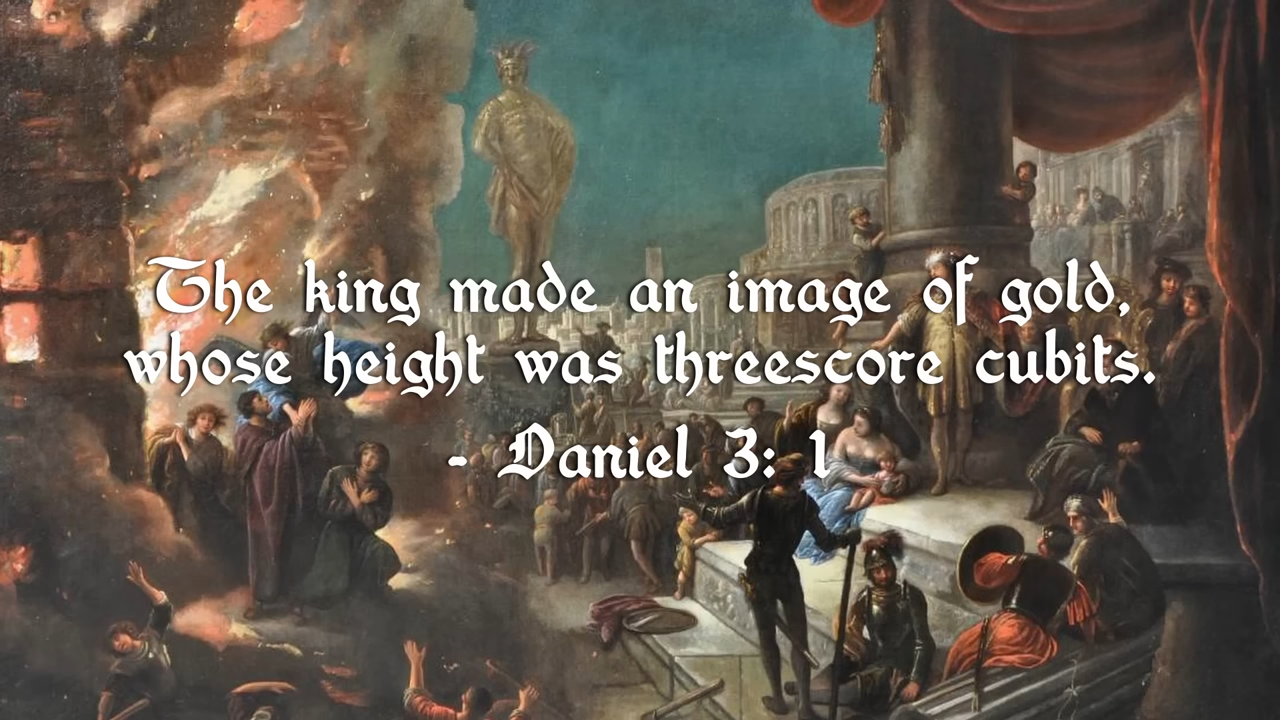 The king made an image of gold,
whose height was threescore cubits.
- Daniel 3: 1